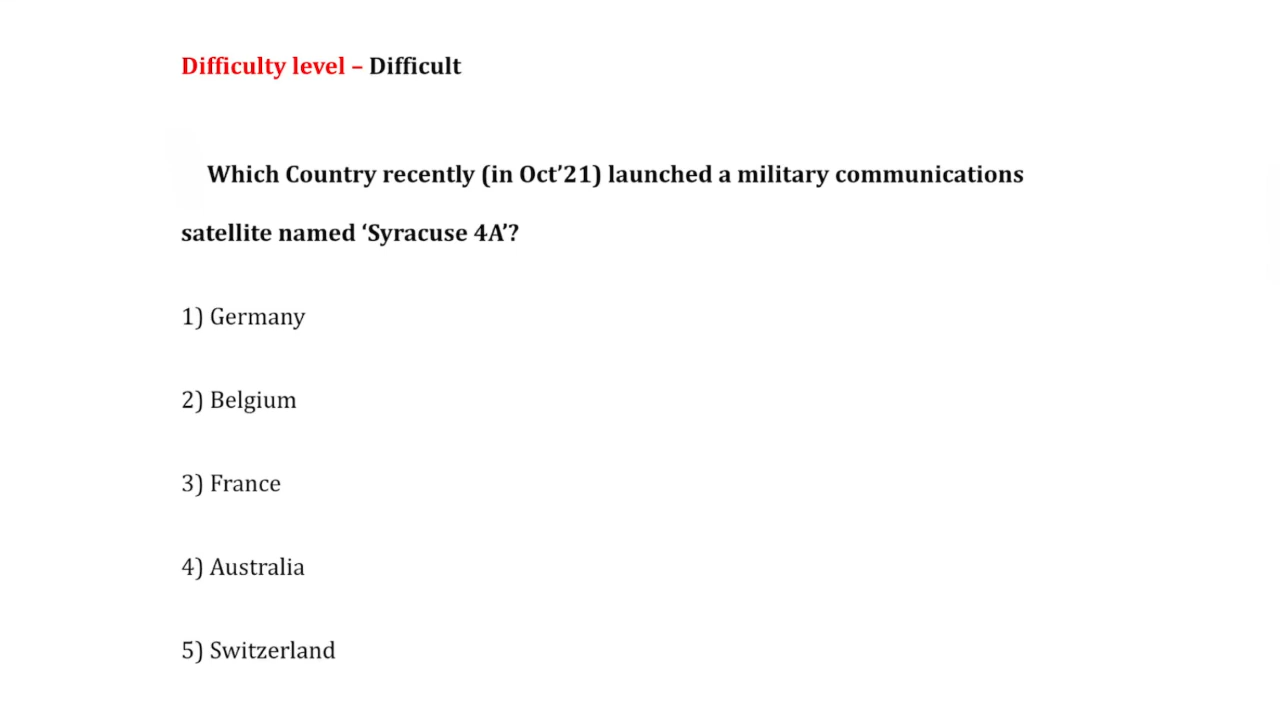 Difficulty level – Difficult
Which Country recently (in Oct’21) launched a military communications
satellite named ‘Syracuse 4A’?
1) Germany
2) Belgium
3) France
4) Australia
5) Switzerland